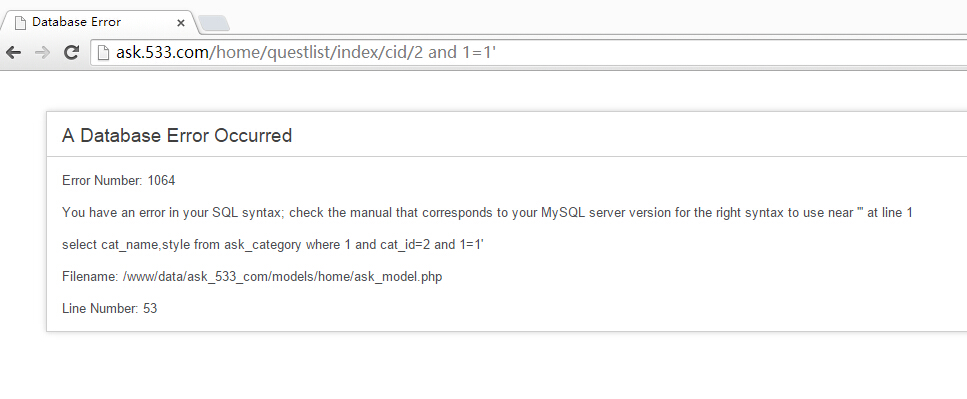 Database Error
ask.533.com/home/questlist/index/cid/2 and 1=1'
A Database Error Occurred
Error Number: 1064
You have an error in your SQL syntax; check the manual that corresponds to your MySQL server version for the right syntax to use near ''' at line 1
select cat_name,style from ask_category where 1 and cat_id=2 and 1=1'
Filename: /www/data/ask_533_com/models/home/ask_model.php
Line Number: 53